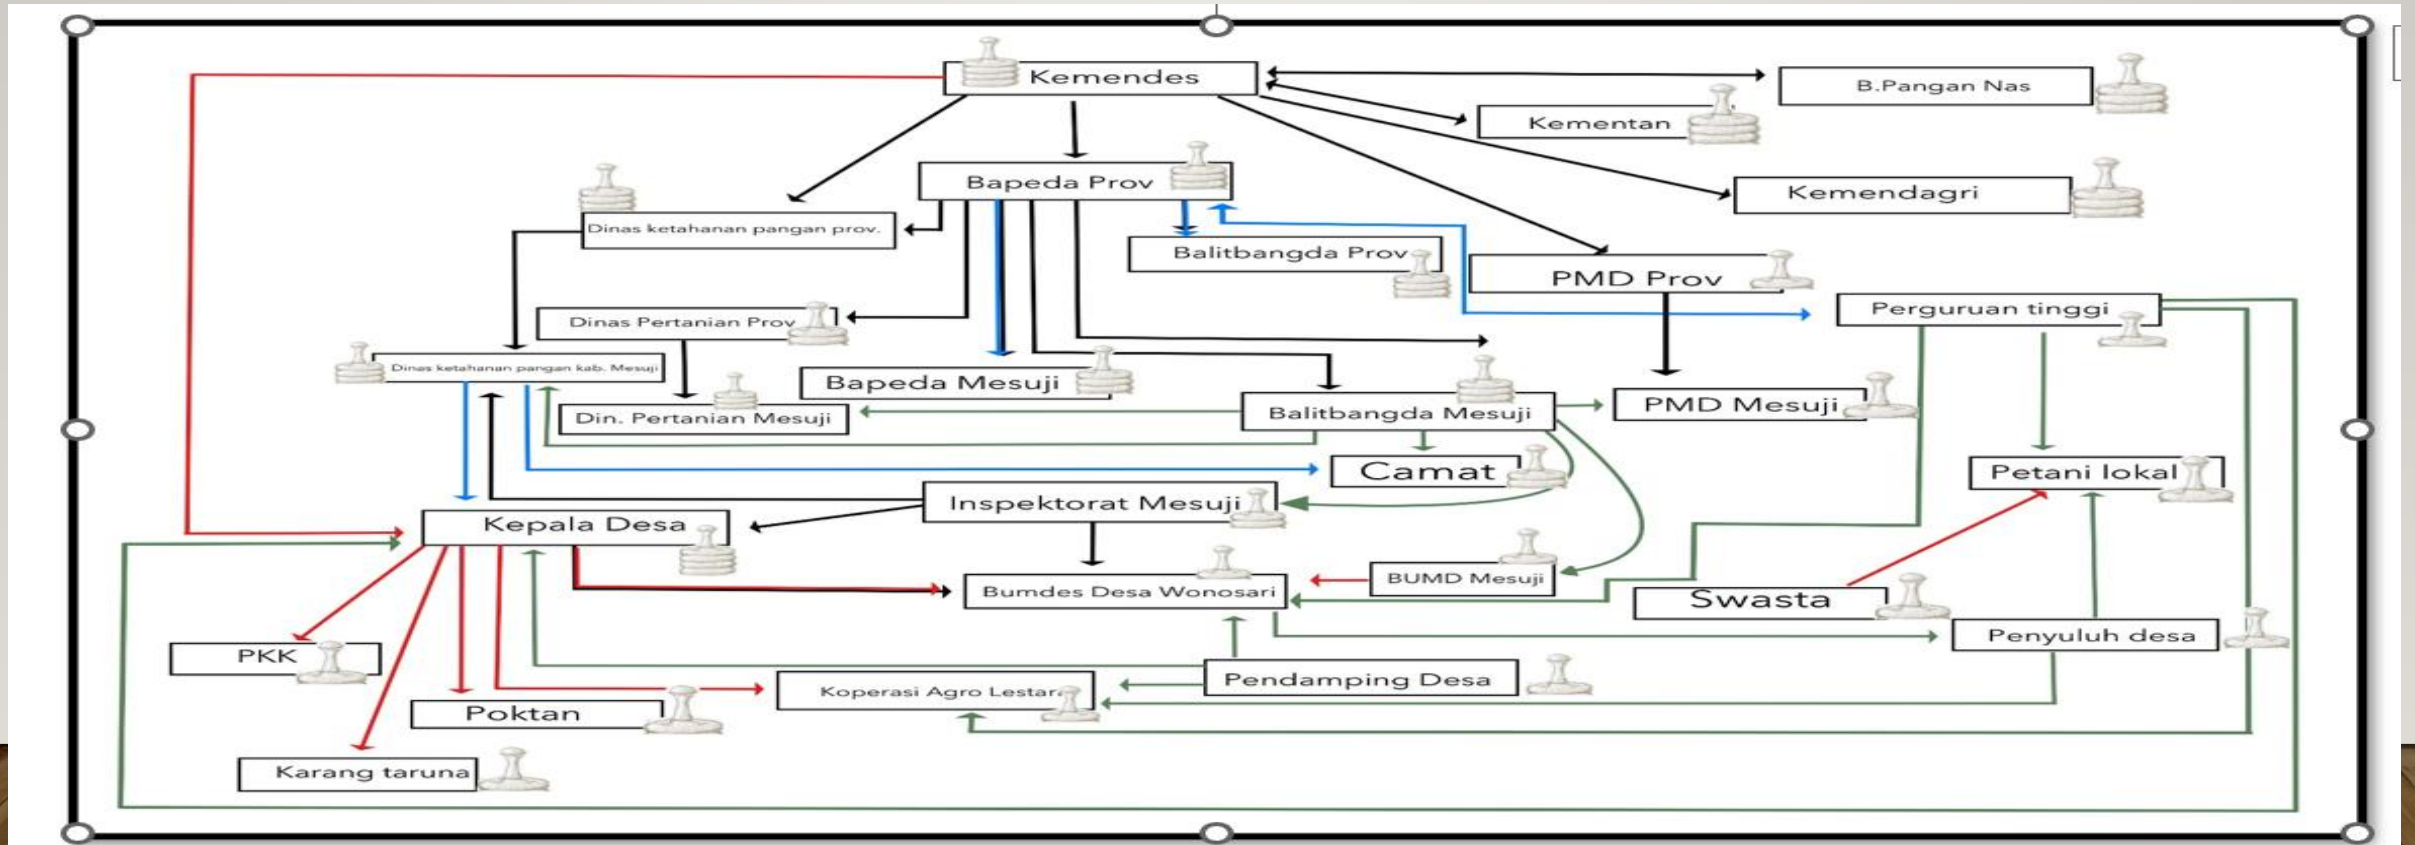 Kemendes
B.Pangan Nas
Kementan
Bapeda Prov
Kemendagri
Dinas ketahanan pangan prov.
Balitbangda Prov
PMD Prov
Perguruan tinggi
Dinas Pertanian Prov
Dinas ketahanan pangan kab. Mesuji
Bapeda Mesuji
Din. Pertanian Mesuji
Balitbangda Mesuji
PMD Mesuji
Camat
Petani lokal
Inspektorat Mesuji
Kepala Desa
BUMD Mesuji
Bumdes Desa Wonosari
Swasta
Penyuluh desa
PKK
Pendamping Desa
Koperasi Agro Lestari
Poktan
Karang taruna